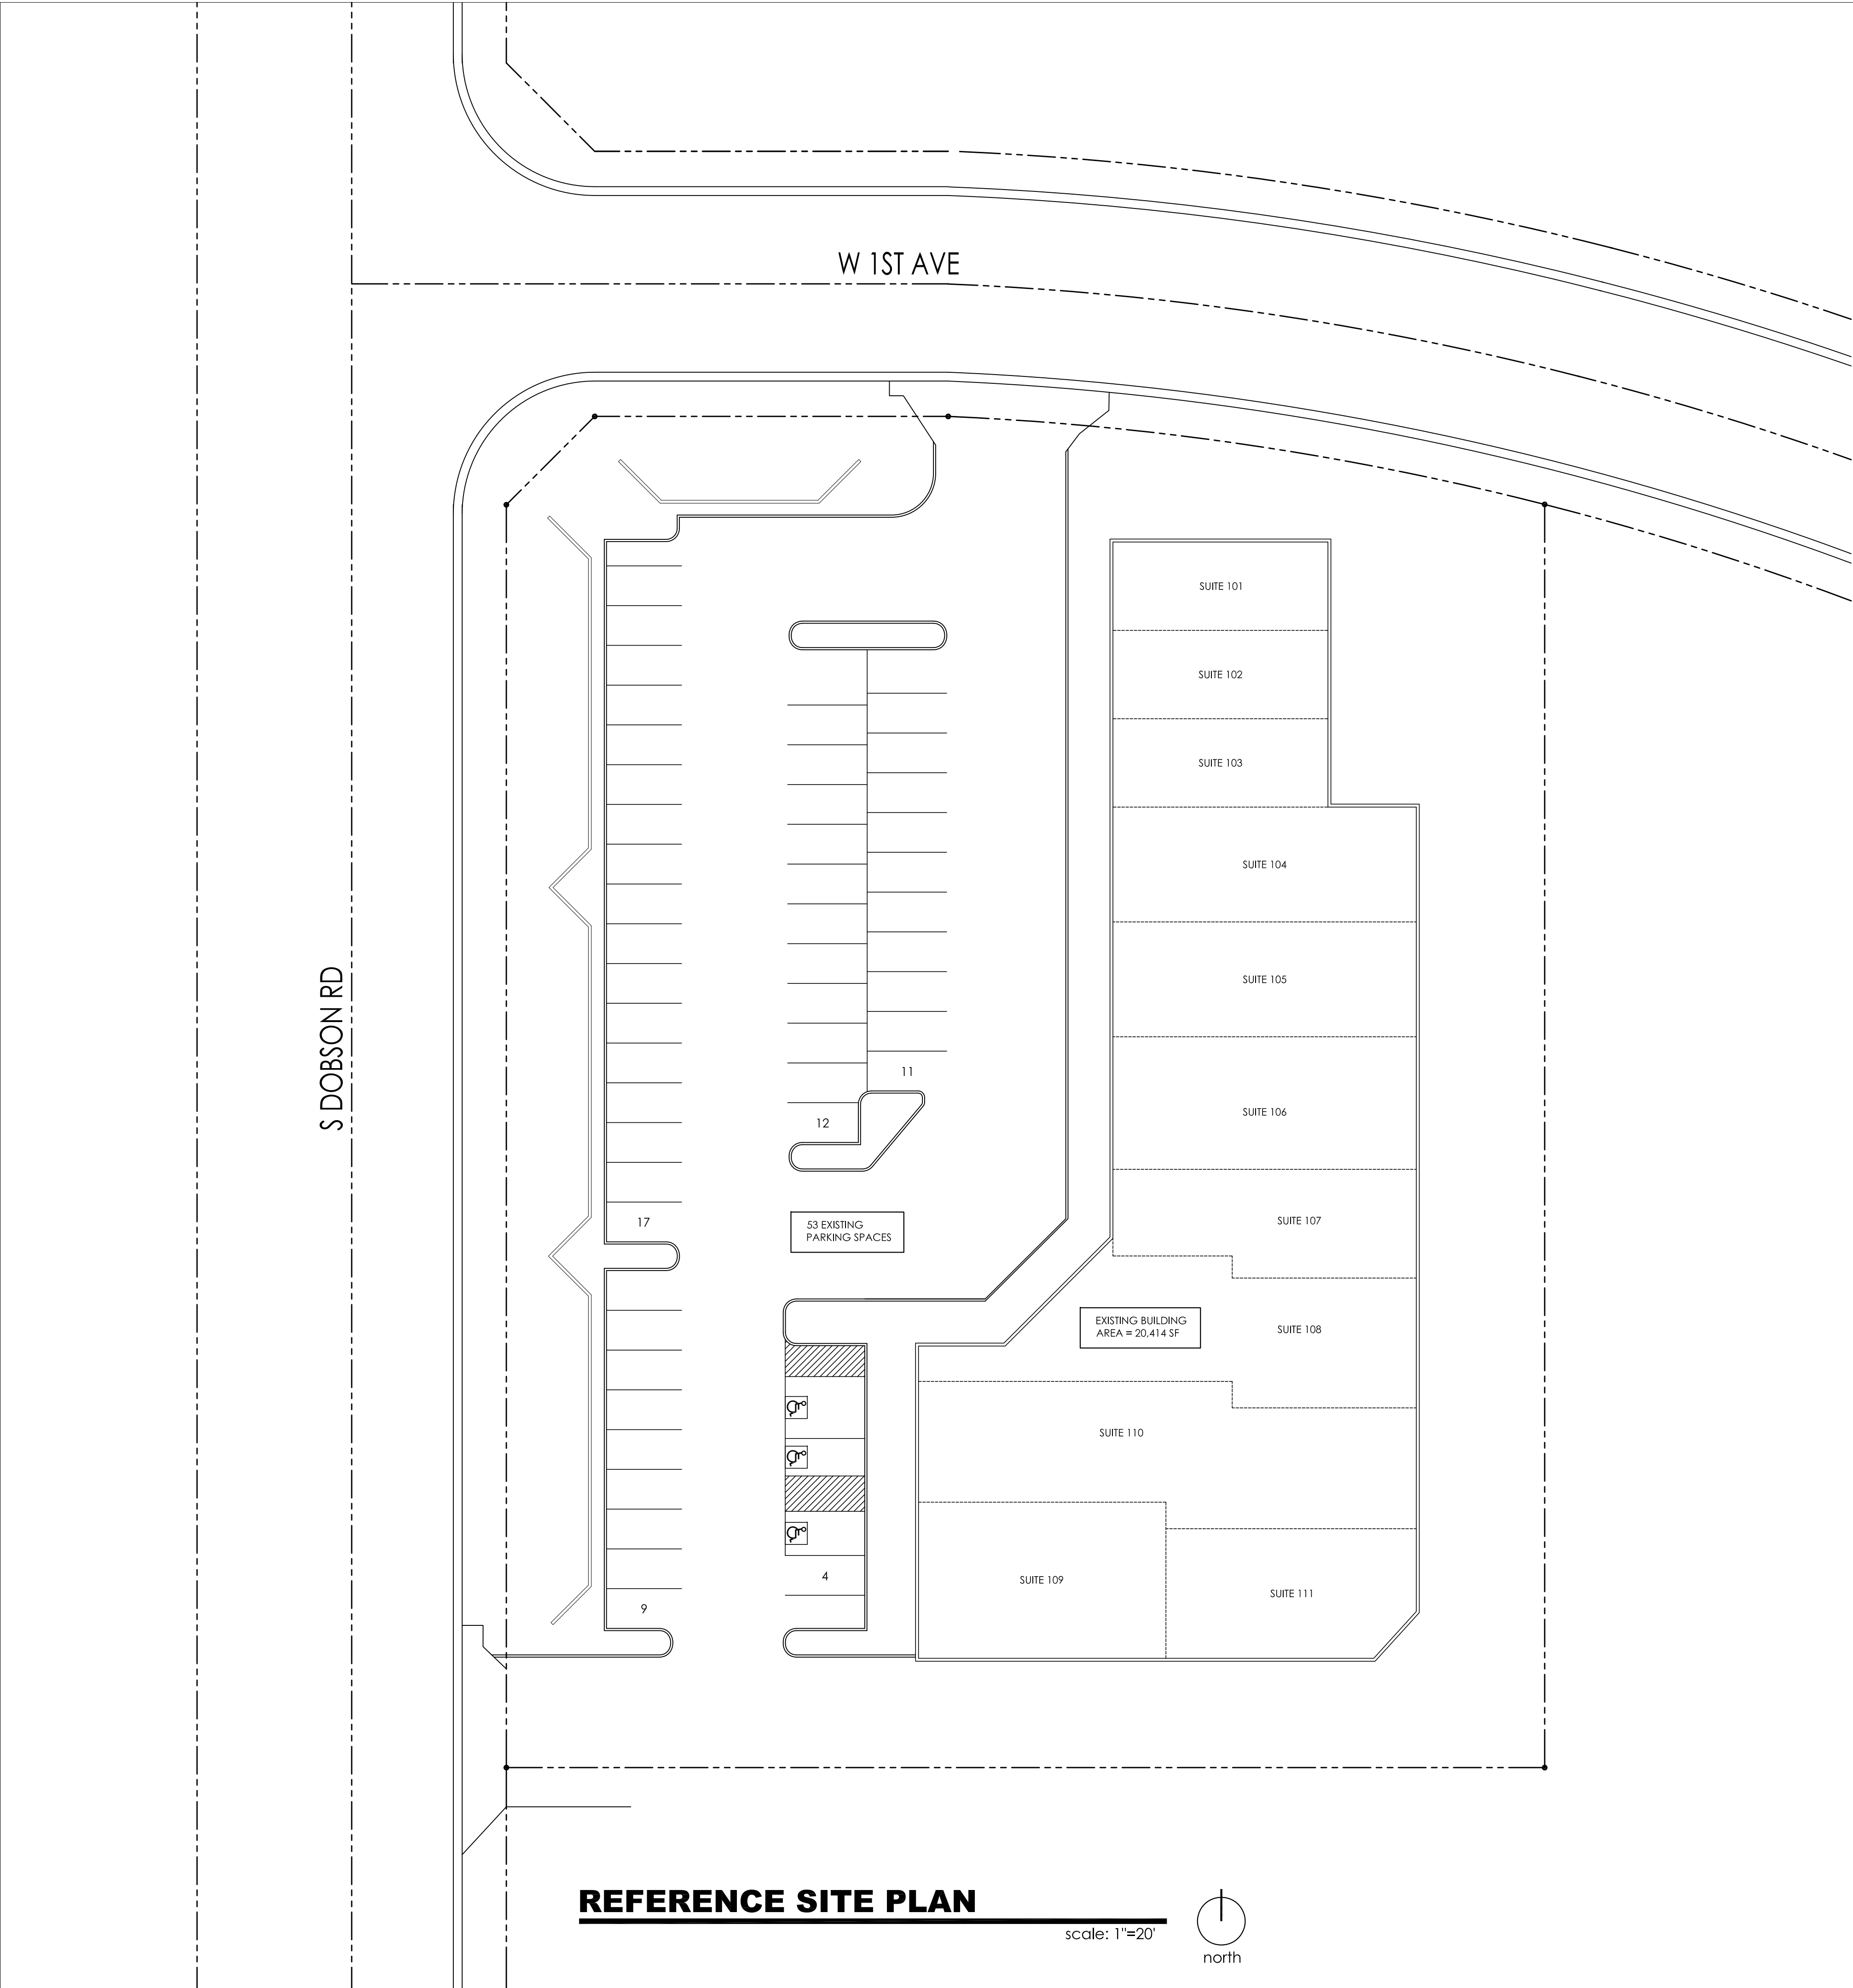 W 1ST AVE
S DOBSON RD
SUITE 101
SUITE 102
SUITE 103
SUITE 104
SUITE 105
SUITE 106
11
12
17
53 EXISTING
PARKING SPACES
SUITE 107
EXISTING BUILDING
AREA = 20,414 SF
SUITE 108
SUITE 110
4
9
SUITE 109
SUITE 111
REFERENCE SITE PLAN
scale: 1"=20'
north